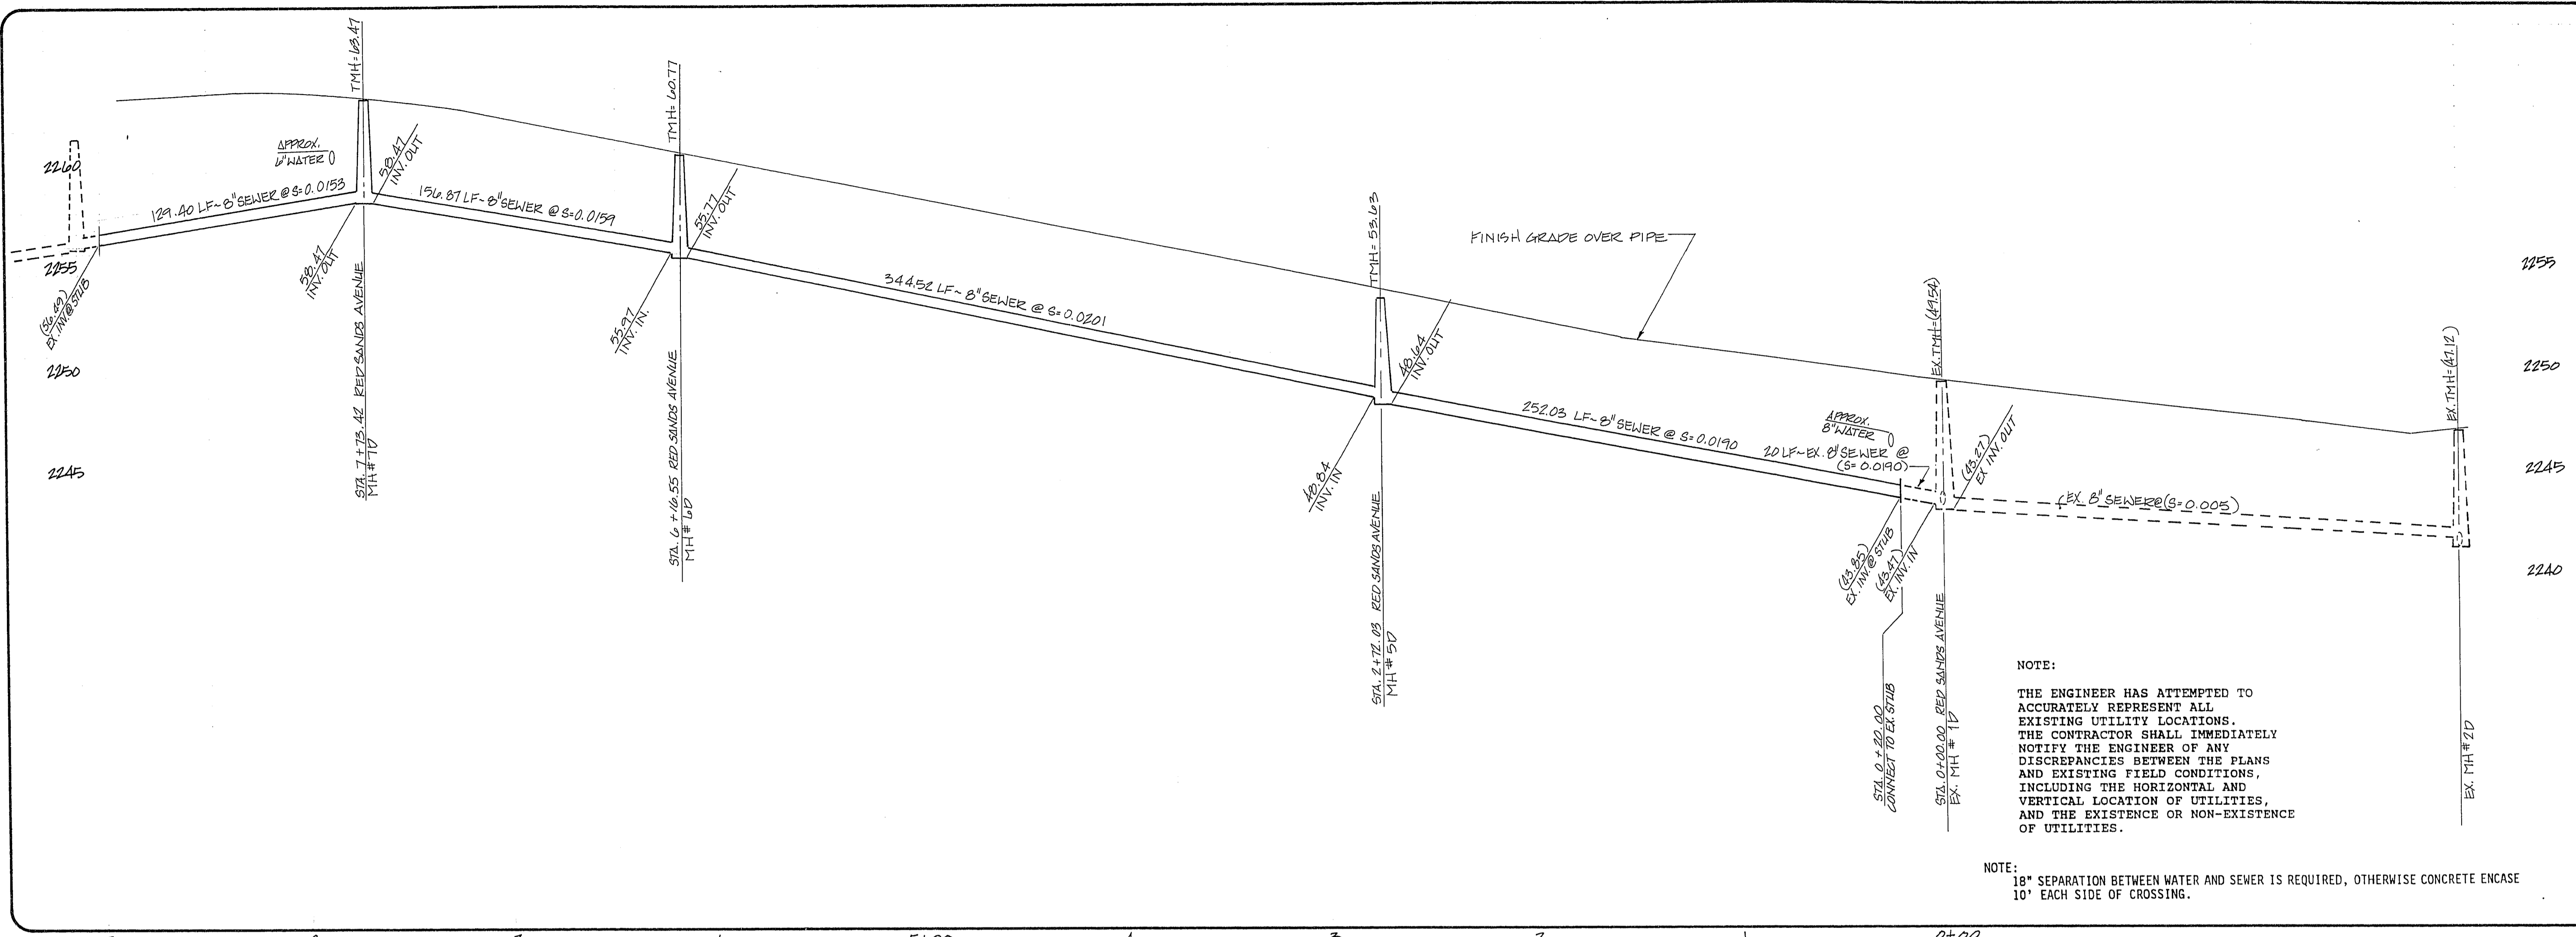 TMH=63.47
TMH=60.77
TMH=53.63
EX.TMH=(49.54)
EX.TMH=(47.12)
2260
2255
2250
2245
APPROX.
6" WATER
129.40 LF~8" SEWER @ S=0.0153
(56.49)
EX. INV.@ STUB
58.47
INV. OUT
58.47
INV. OUT
STA. 7+73.42 RED SANDS AVENUE
MH #7D
156.87 LF~8" SEWER @ S=0.0159
55.97
INV. IN.
55.77
INV. OUT
STA. 6+16.55 RED SANDS AVENUE
MH # 6D
344.52 LF~ 8" SEWER @ S=0.0201
48.84
INV. IN
48.64
INV. OUT
STA. 2+72.03 RED SANDS AVENUE
MH # 5D
FINISH GRADE OVER PIPE
252.03 LF~8" SEWER @ S=0.0190
APPROX.
8" WATER
20 LF~EX. 8" SEWER @
(S=0.0190)
(43.85)
EX. INV.@ STUB
(43.47)
EX. INV. IN
(43.27)
EX INV. OUT
STA. 0+20.00
CONNECT TO EX. STUB
STA. 0+00.00 RED SANDS AVENUE
EX. MH # 1D
EX. 8" SEWER@(S=0.005)
EX. MH #2D
2255
2250
2245
2240
NOTE:
THE ENGINEER HAS ATTEMPTED TO
ACCURATELY REPRESENT ALL
EXISTING UTILITY LOCATIONS.
THE CONTRACTOR SHALL IMMEDIATELY
NOTIFY THE ENGINEER OF ANY
DISCREPANCIES BETWEEN THE PLANS
AND EXISTING FIELD CONDITIONS,
INCLUDING THE HORIZONTAL AND
VERTICAL LOCATION OF UTILITIES,
AND THE EXISTENCE OR NON-EXISTENCE
OF UTILITIES.
NOTE:
18" SEPARATION BETWEEN WATER AND SEWER IS REQUIRED, OTHERWISE CONCRETE ENCASE
10' EACH SIDE OF CROSSING.